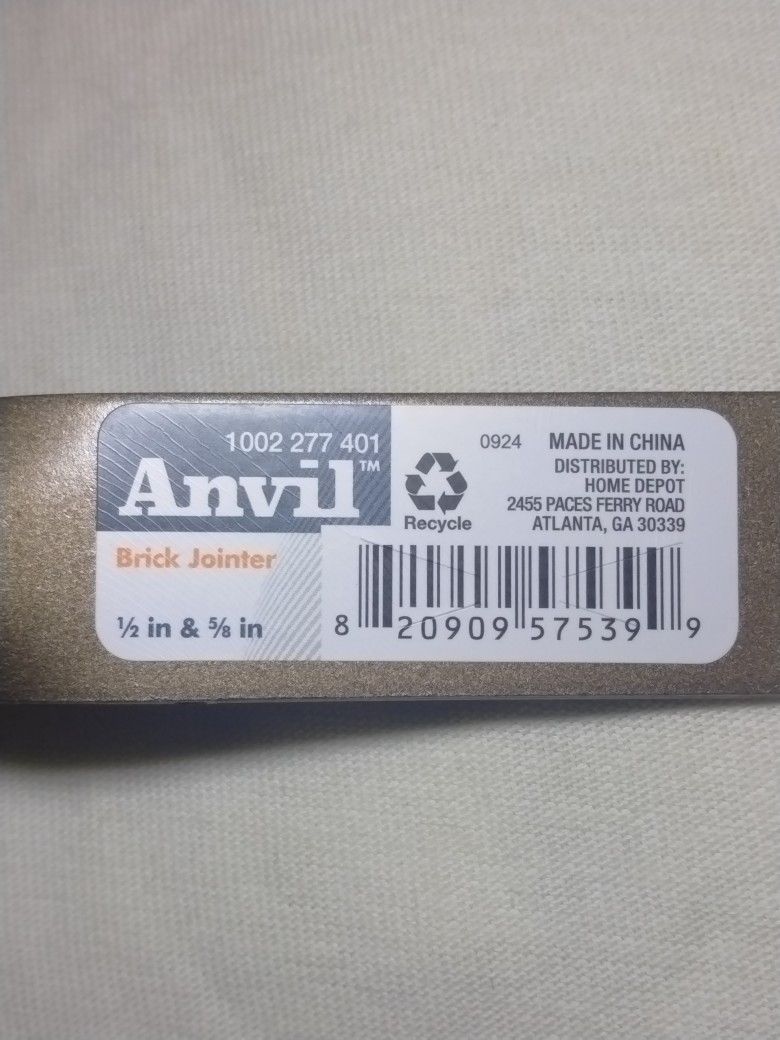 1002 277 401
Anvil™
Brick Jointer
½ in & ⅝ in
Recycle
0924 MADE IN CHINA
DISTRIBUTED BY:
HOME DEPOT
2455 PACES FERRY ROAD
ATLANTA, GA 30339
8 20909 57539 9